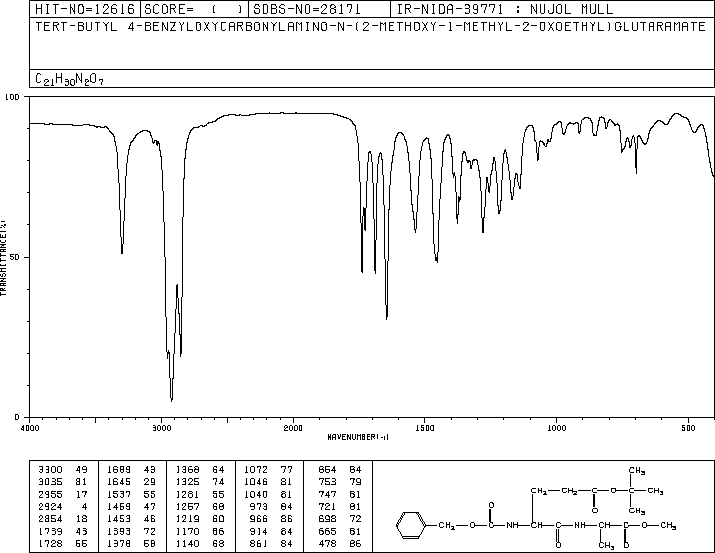 HIT-NO=12616 SCORE= ( ) SDBS-NO=28171 IR-NIDA-39771 : NUJOL MULL
TERT-BUTYL 4-BENZYLOXYCARBONYLAMINO-N-(2-METHOXY-1-METHYL-2-OXOETHYL)GLUTARAMATE
C21H30N2O7
100
50
0
TRANSMITTANCE(%)
4000 3000 2000 1500 1000 500
WAVENUMBER(-1)
3300 49 1689 43 1368 64 1072 77 854 84
3035 81 1645 29 1325 74 1046 81 753 79
2955 17 1537 55 1281 55 1040 81 747 81
2924 4 1459 47 1257 68 973 84 721 81
2854 18 1453 46 1219 60 966 86 698 72
1739 43 1393 72 1170 66 914 84 665 81
1728 55 1378 58 1140 68 861 84 478 86
CH3
CH2 CH2 C O C CH3
O CH3
O O
CH2 O C NH CH C NH CH C O CH3
O CH3 O